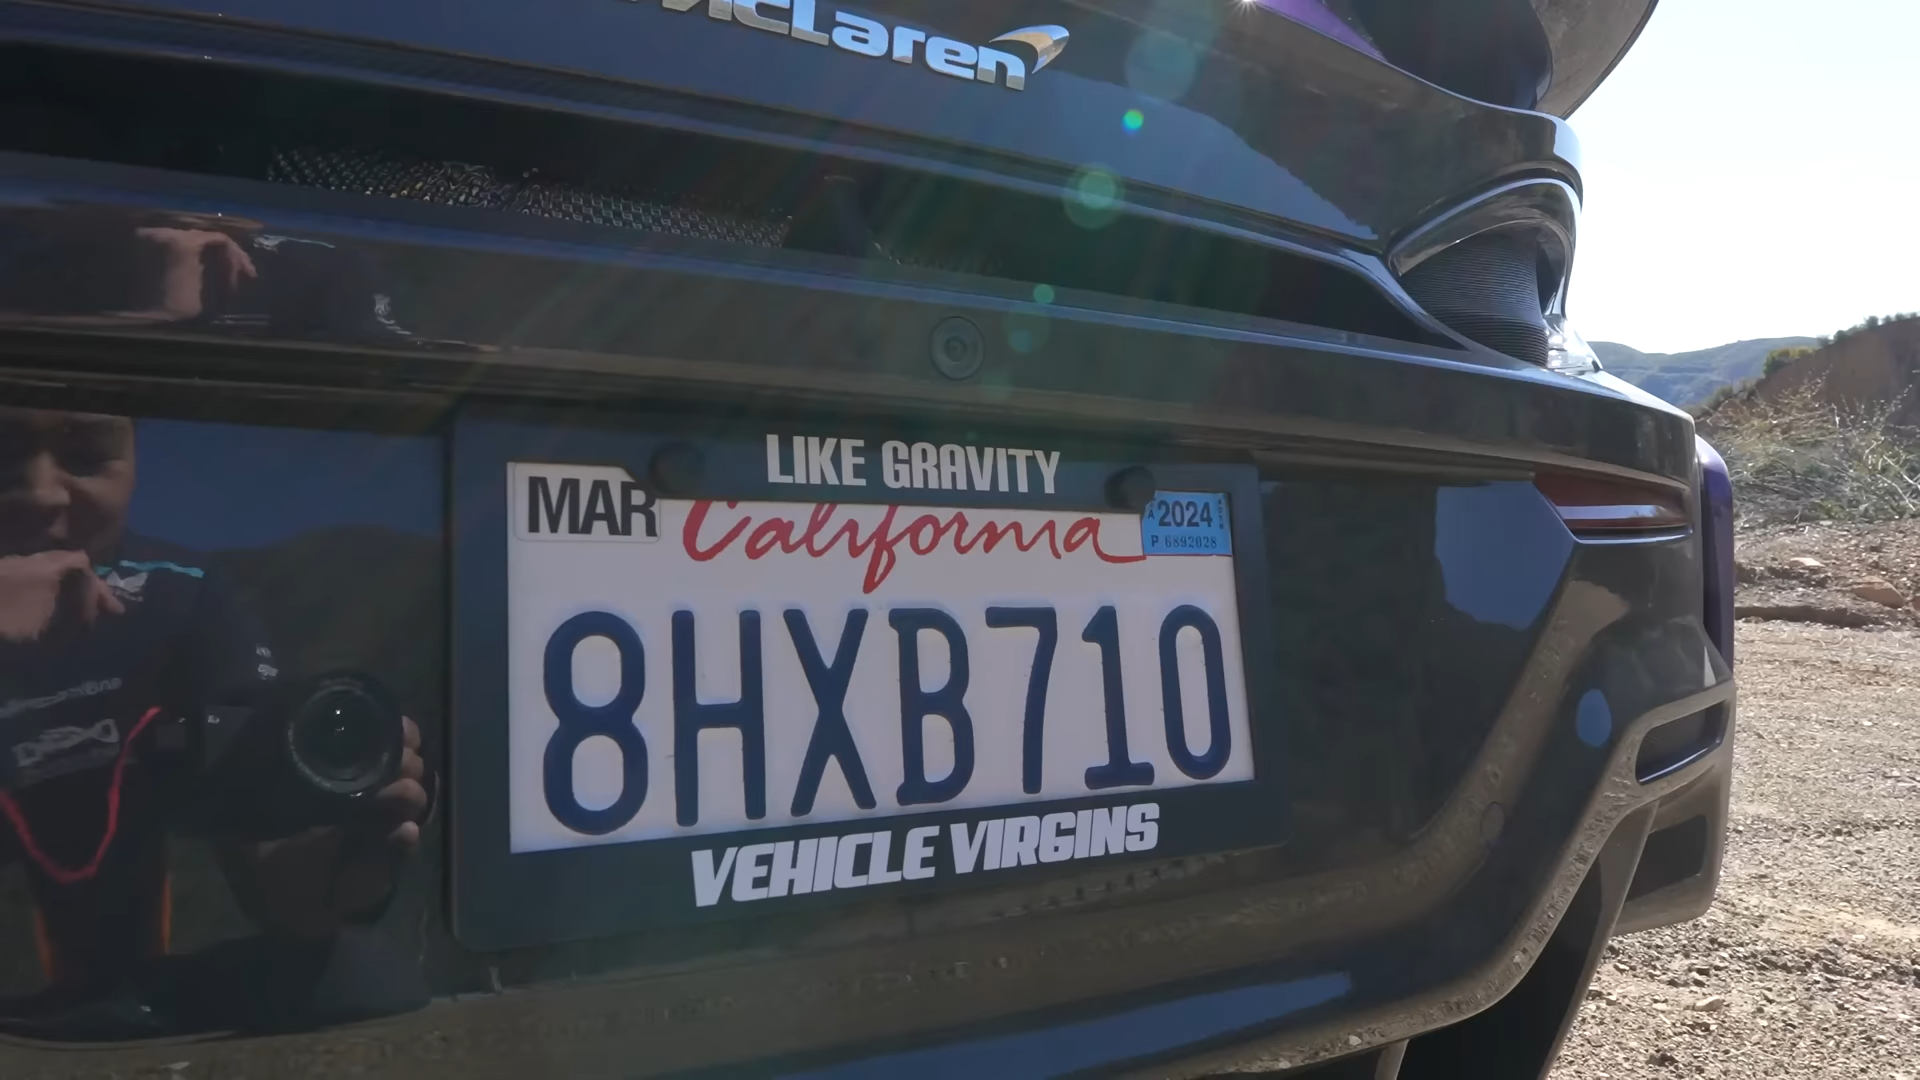 McLaren
LIKE GRAVITY
MAR
California
2024
P 6892028
8HXB710
VEHICLE VIRGINS